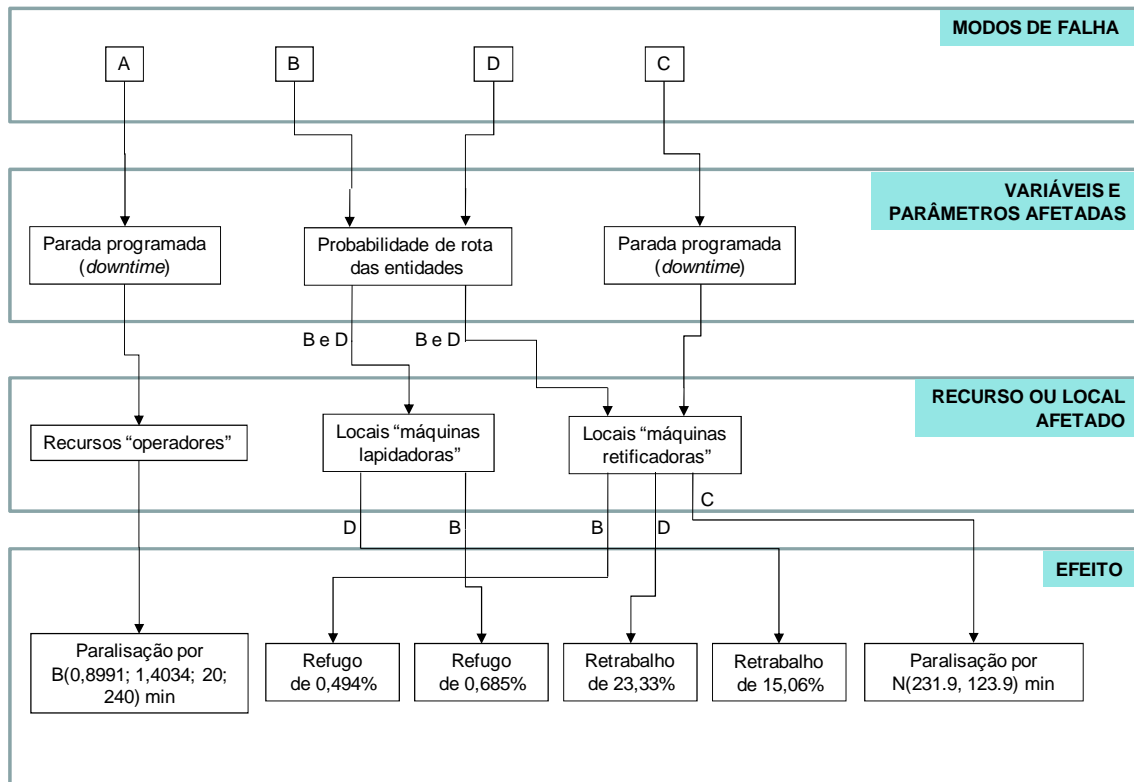 MODOS DE FALHA
A
B
D
C
VARIÁVEIS E
PARÂMETROS AFETADAS
Parada programada
(downtime)
Probabilidade de rota
das entidades
Parada programada
(downtime)
B e D
B e D
RECURSO OU LOCAL
AFETADO
Recursos “operadores”
Locais “máquinas
lapidadoras”
Locais “máquinas
retificadoras”
D
B
B
D
C
EFEITO
Paralisação por
B(0,8991; 1,4034; 20;
240) min
Refugo
de 0,494%
Refugo
de 0,685%
Retrabalho
de 23,33%
Retrabalho
de 15,06%
Paralisação por
N(231.9, 123.9) min